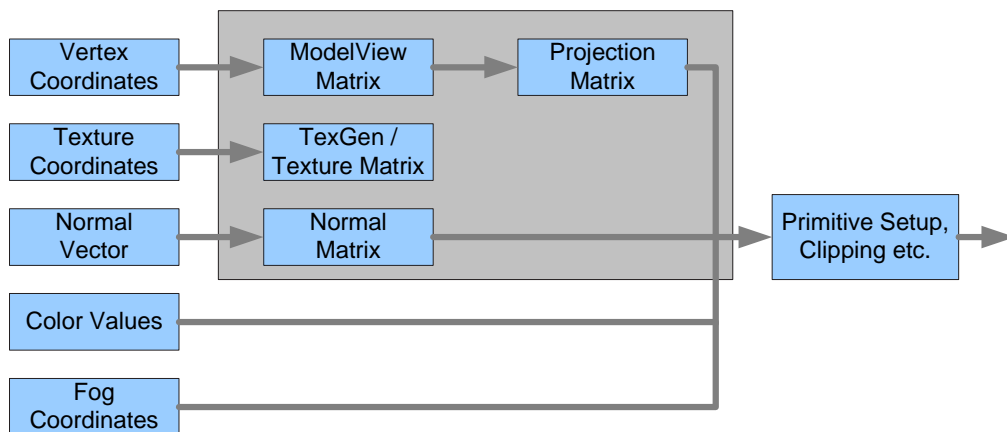 Vertex
Coordinates
ModelView
Matrix
Projection
Matrix
Texture
Coordinates
TexGen /
Texture Matrix
Normal
Vector
Normal
Matrix
Primitive Setup,
Clipping etc.
Color Values
Fog
Coordinates